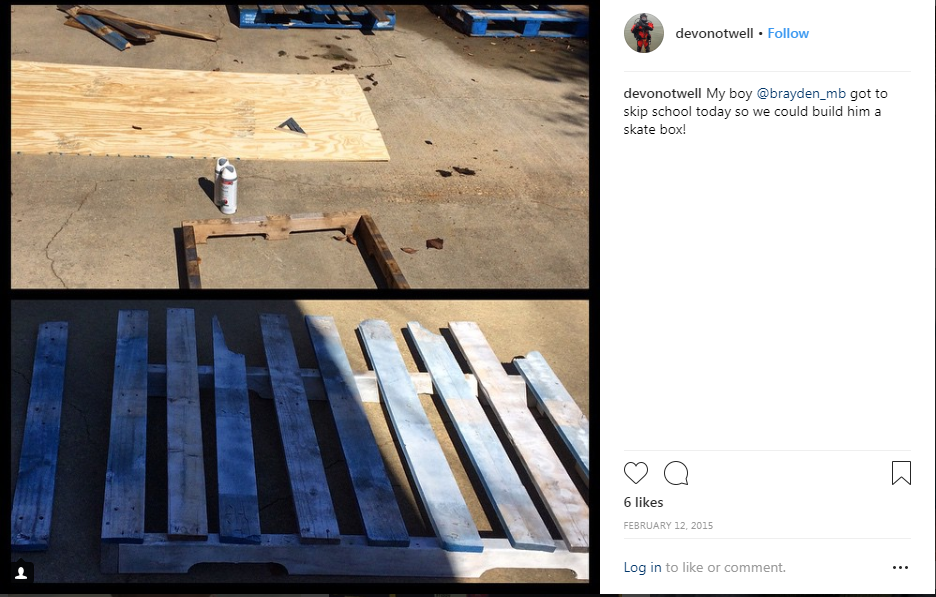 devonotwell • Follow
devonotwell My boy @brayden_mb got to
skip school today so we could build him a
skate box!
6 likes
FEBRUARY 12, 2015
Log in to like or comment.